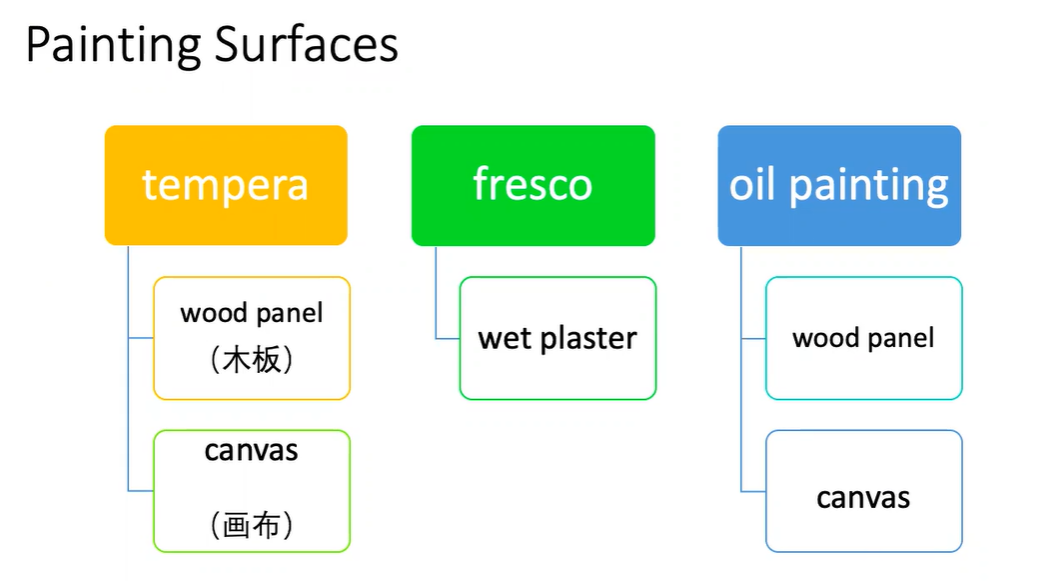 Painting Surfaces
tempera
wood panel
（木板）
canvas
（画布）
fresco
wet plaster
oil painting
wood panel
canvas